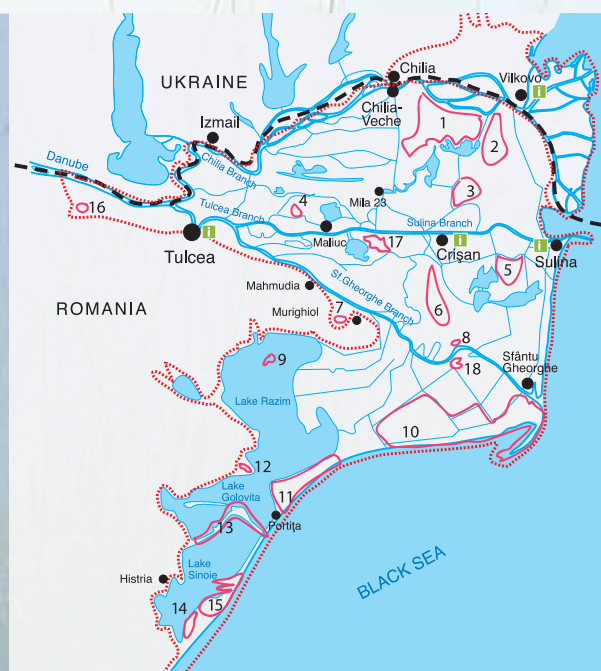 UKRAINE
Chilia
Vilkovo
i
Chilia-
Veche
Izmail
1
2
Danube
Chilia Branch
3
16
Tulcea Branch
4
Mila 23
Sulina Branch
i
Tulcea
Maliuc
17
i
Crişan
i
Sulina
5
Mahmudia
Sf.Gheorghe Branch
6
ROMANIA
Murighiol
7
8
9
18
Sfântu
Gheorghe
Lake Razim
10
12
11
Lake
Golovita
13
Portiţa
Lake
Sinoie
BLACK SEA
Histria
14
15